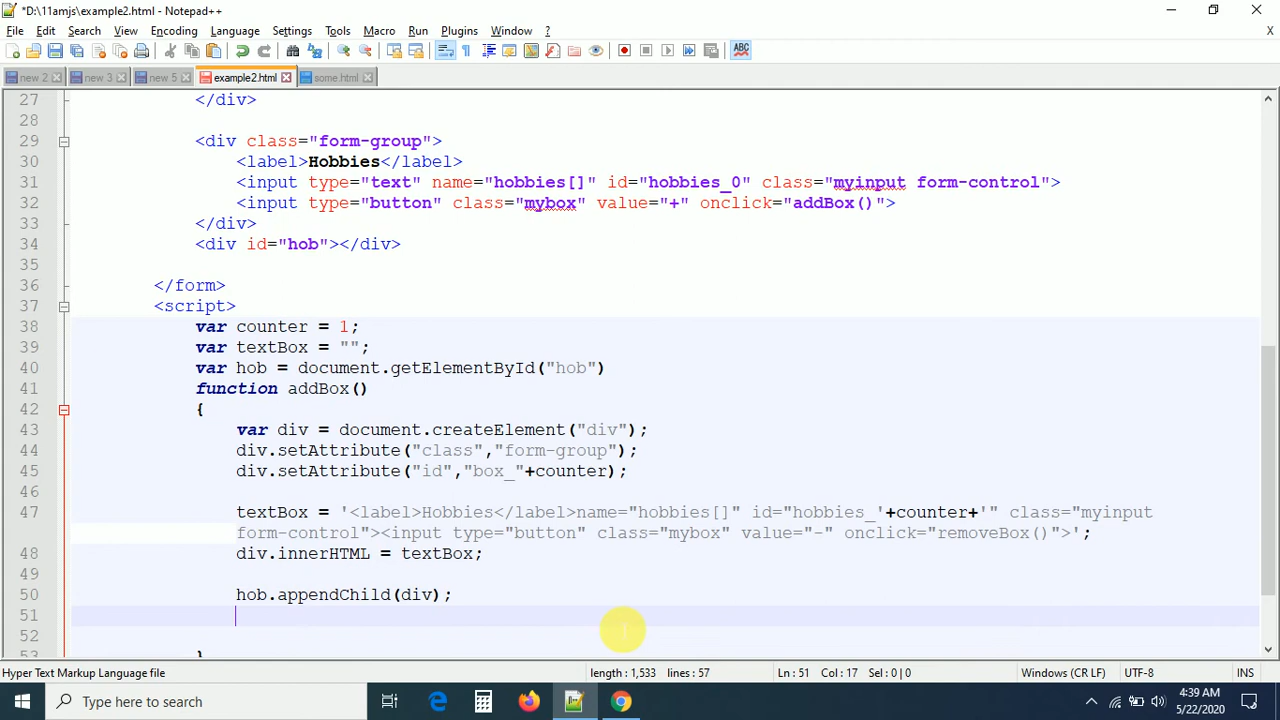 *D:\11amjs\example2.html - Notepad++
File Edit Search View Encoding Language Settings Tools Macro Run Plugins Window ? X
ABC
new 2 new 3 new 5 example2.html some.html
27 </div>
28
29 <div class="form-group">
30 <label>Hobbies</label>
31 <input type="text" name="hobbies[]" id="hobbies_0" class="myinput form-control">
32 <input type="button" class="mybox" value="+" onclick="addBox()">
33 </div>
34 <div id="hob"></div>
35
36 </form>
37 <script>
38 var counter = 1;
39 var textBox = "";
40 var hob = document.getElementById("hob")
41 function addBox()
42 {
43 var div = document.createElement("div");
44 div.setAttribute("class","form-group");
45 div.setAttribute("id","box_"+counter);
46
47 textBox = '<label>Hobbies</label>name="hobbies[]" id="hobbies_'+counter+'" class="myinput
form-control"><input type="button" class="mybox" value="-" onclick="removeBox()">';
48 div.innerHTML = textBox;
49
50 hob.appendChild(div);
51
52
53 }
Hyper Text Markup Language file length : 1,533 lines : 57 Ln : 51 Col : 17 Sel : 0 | 0 Windows (CR LF) UTF-8 INS
Type here to search
4:39 AM
5/22/2020